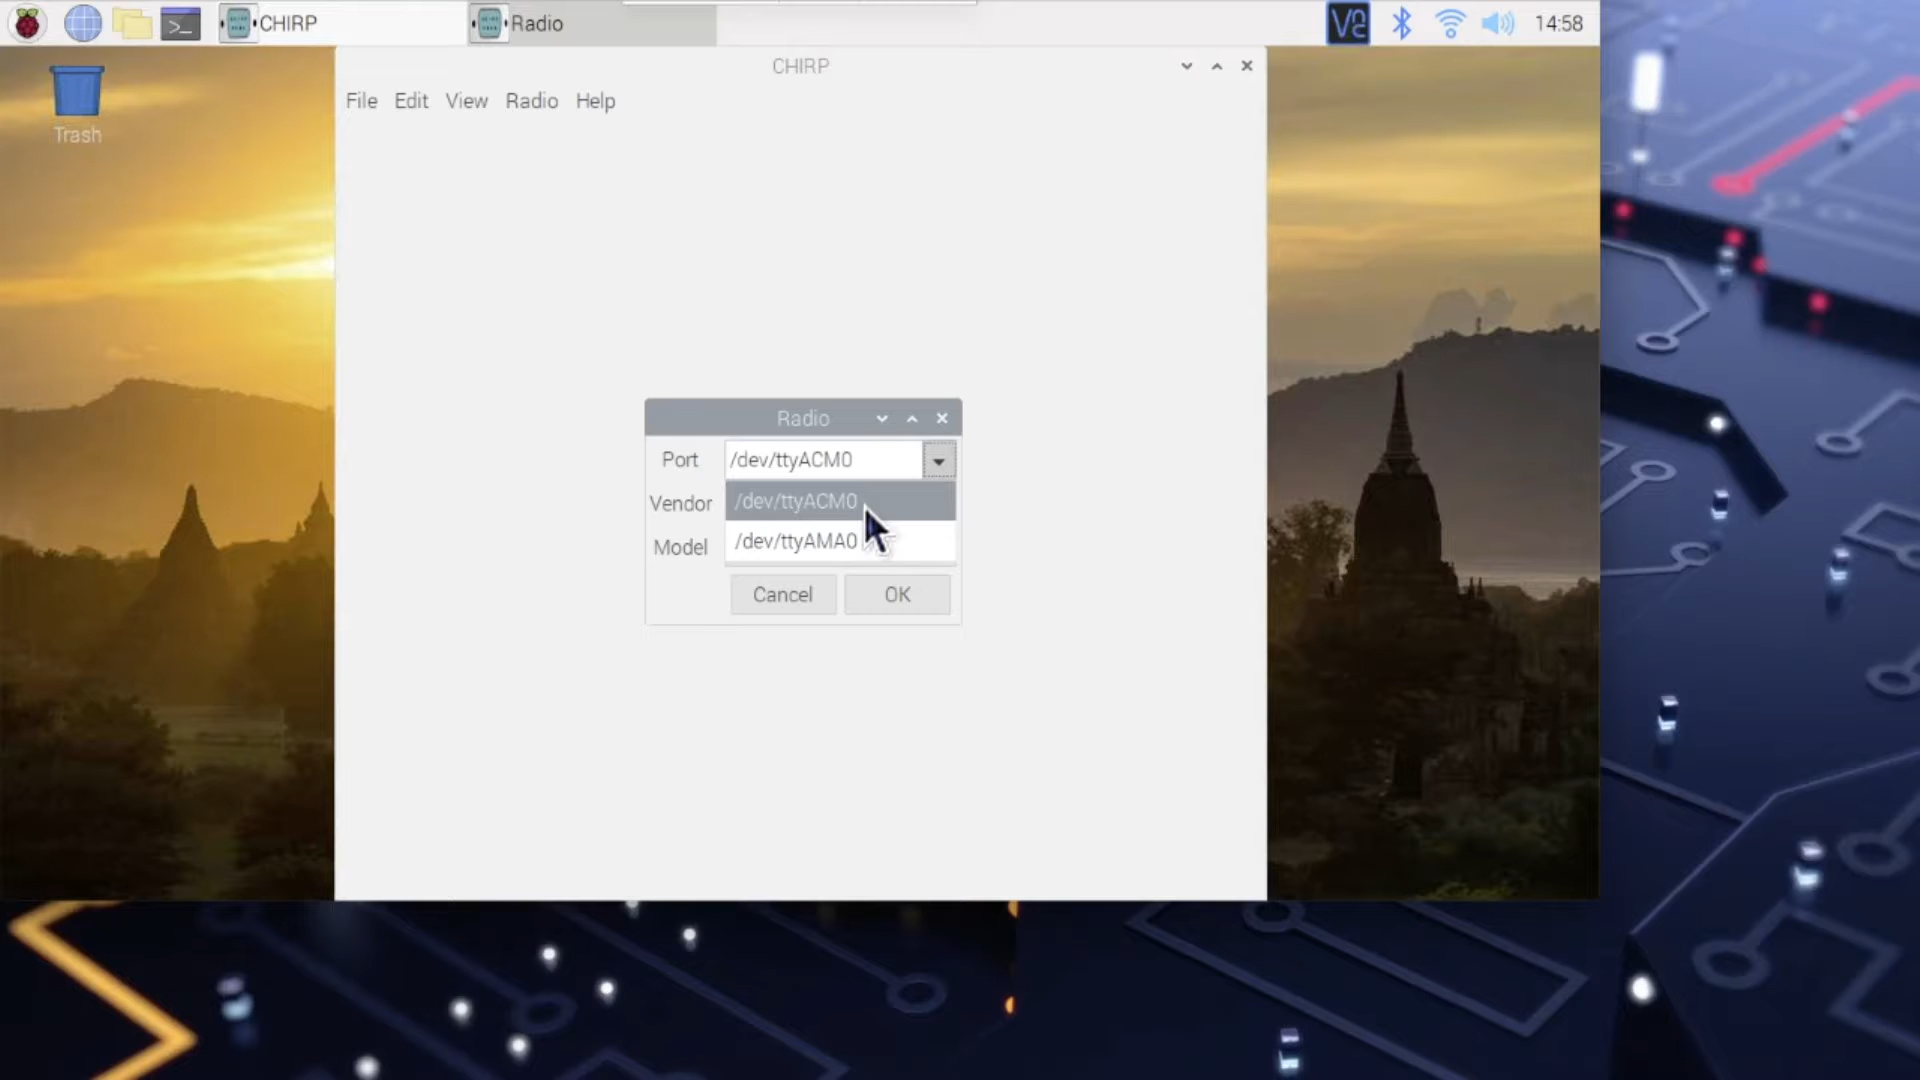 CHIRP
Radio
VNC
14:58
Trash
CHIRP
File Edit View Radio Help
Radio
Port /dev/ttyACM0
Vendor /dev/ttyACM0
Model /dev/ttyAMA0
Cancel OK